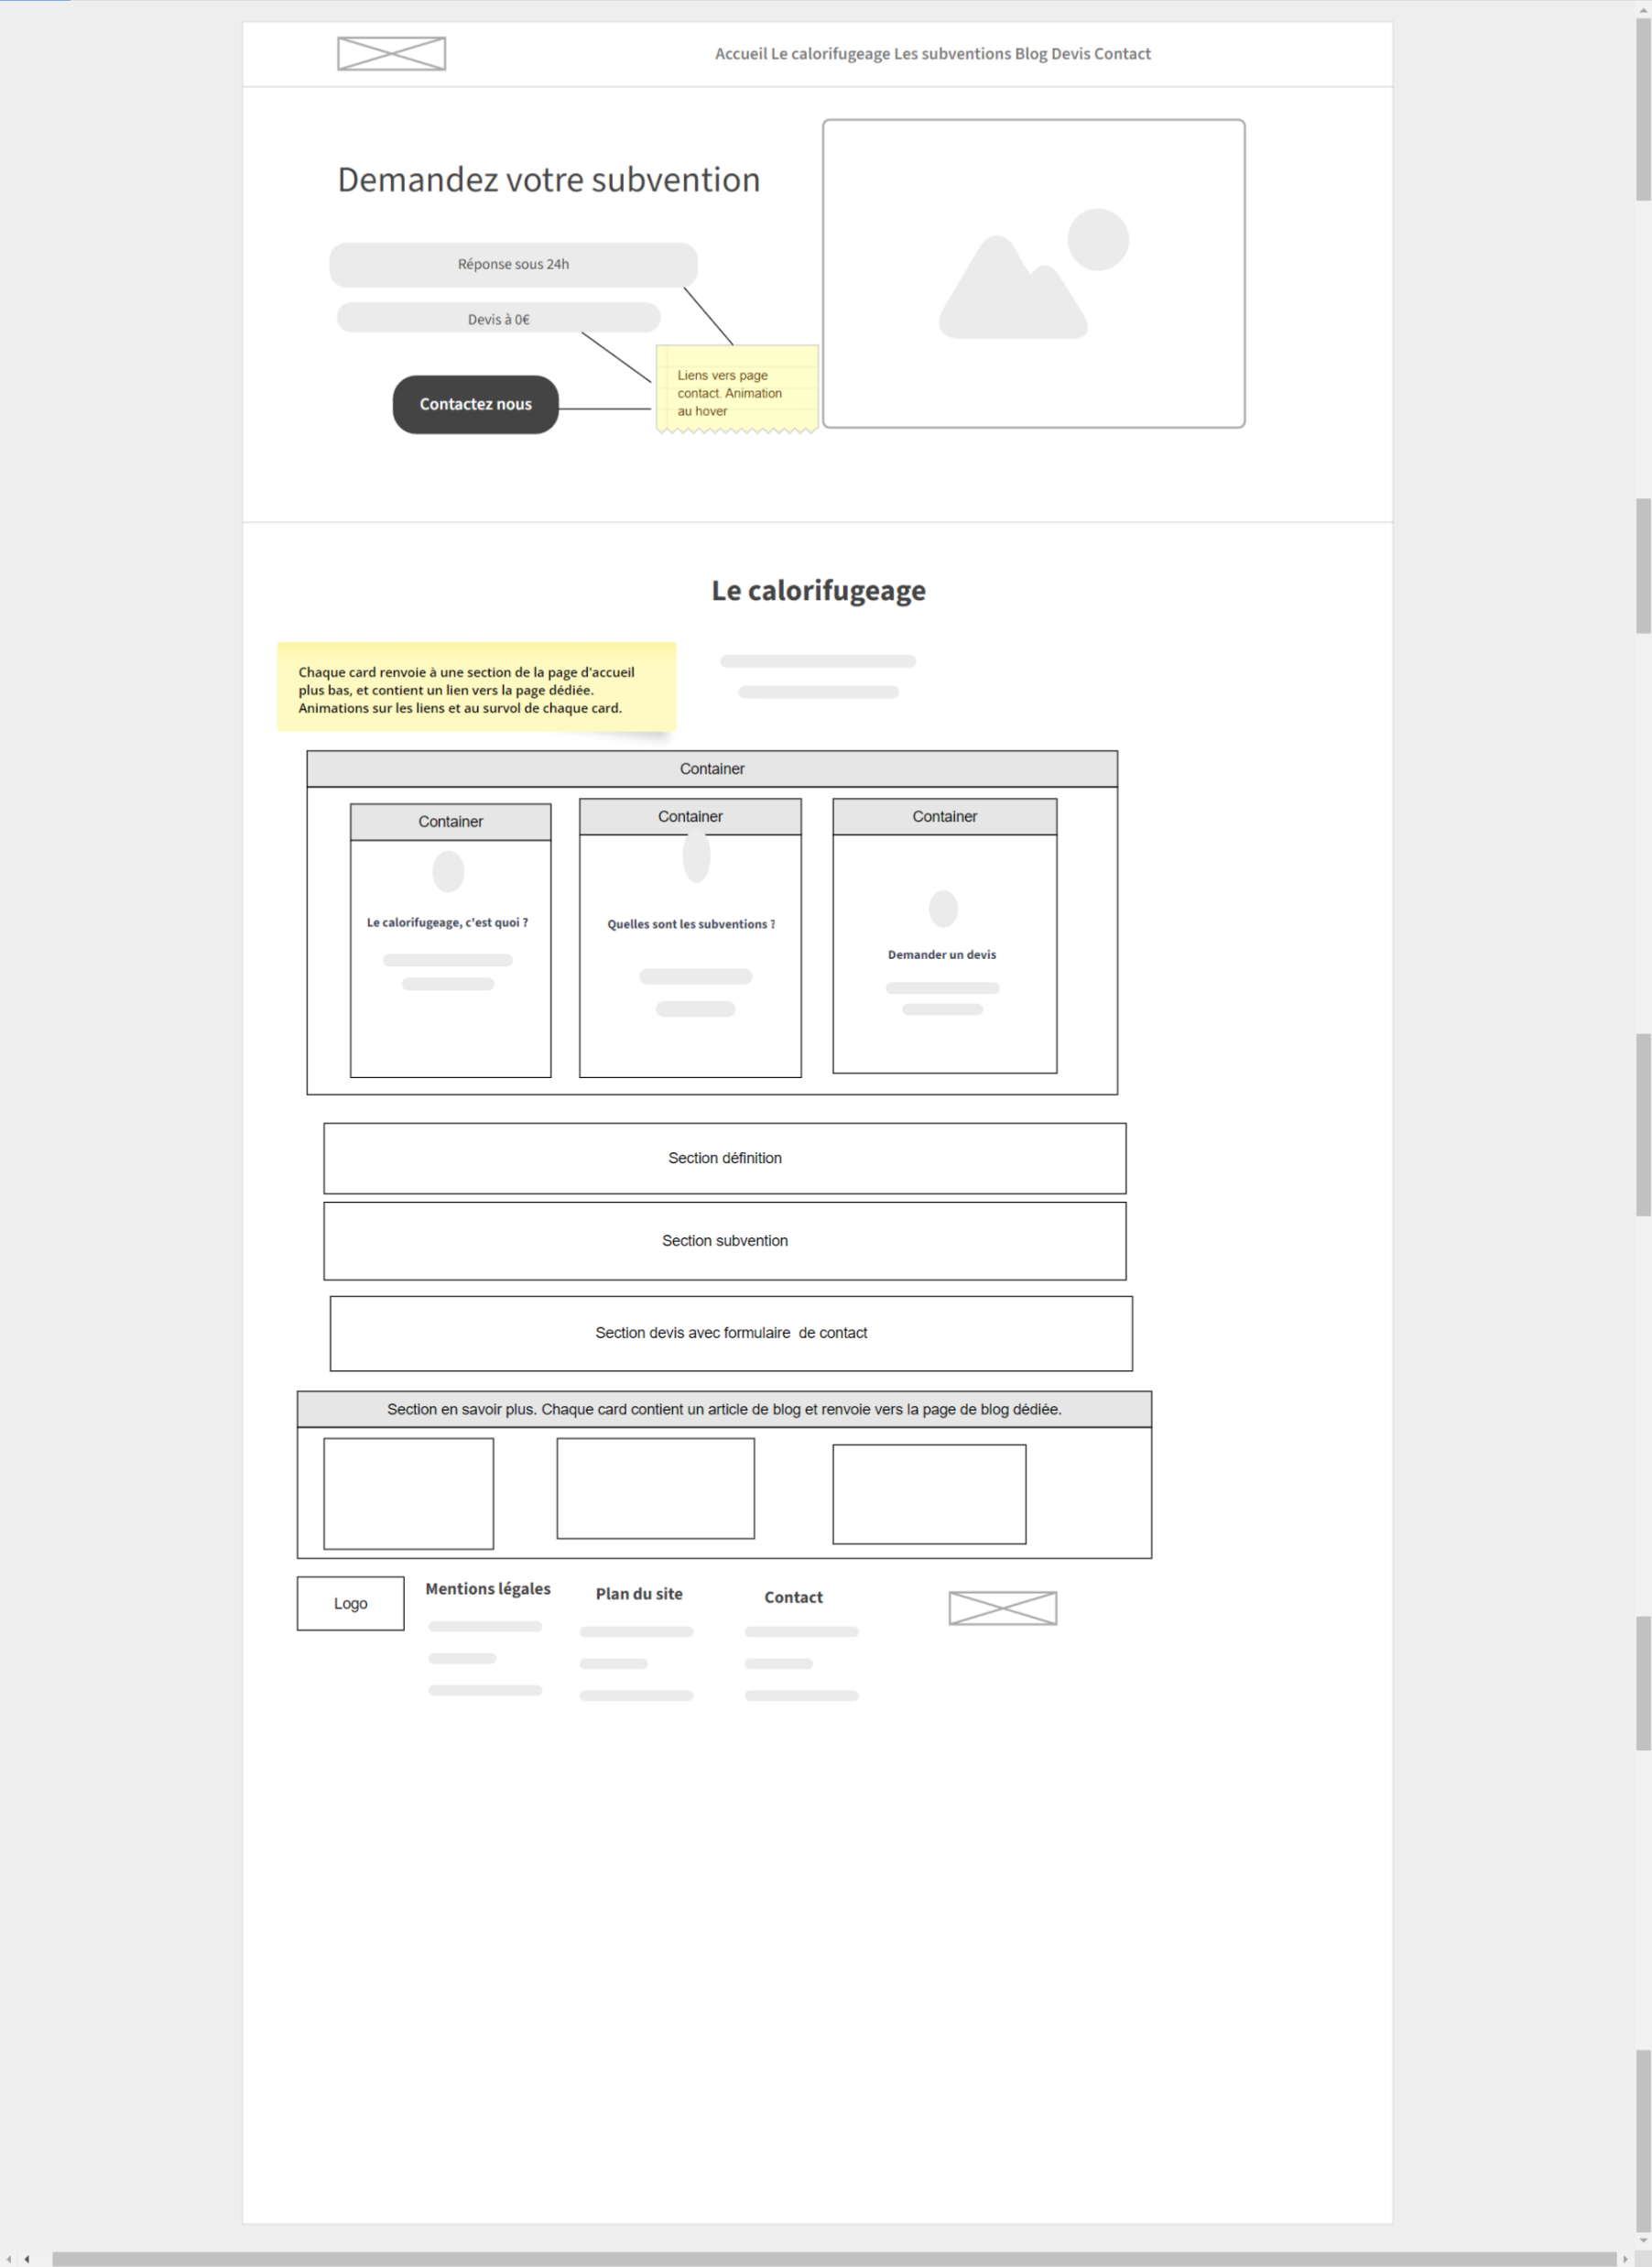 Accueil Le calorifugeage Les subventions Blog Devis Contact
Demandez votre subvention
Réponse sous 24h
Devis à 0€
Contactez nous
Liens vers page
contact. Animation
au hover
Le calorifugeage
Chaque card renvoie à une section de la page d'accueil
plus bas, et contient un lien vers la page dédiée.
Animations sur les liens et au survol de chaque card.
Container
Container
Le calorifugeage, c'est quoi ?
Container
Quelles sont les subventions ?
Container
Demander un devis
Section définition
Section subvention
Section devis avec formulaire  de contact
Section en savoir plus. Chaque card contient un article de blog et renvoie vers la page de blog dédiée.
Logo
Mentions légales
Plan du site
Contact